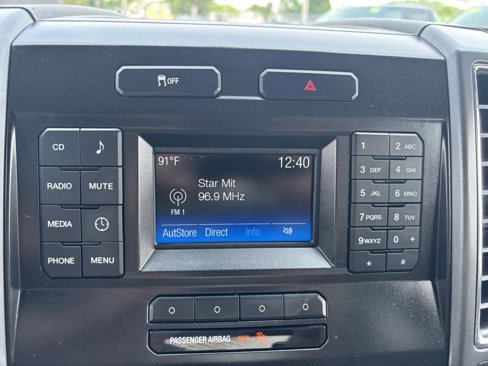 OFF
CD
RADIO MUTE
MEDIA
PHONE MENU
91°F 12:40
Star Mit
96.9 MHz
FM 1
AutStore Direct Info
1 2 ABC
3 DEF 4 GHI
5 JKL 6 MNO
7 PQRS 8 TUV
9 WXYZ 0 +
* #
PASSENGER AIRBAG OFF